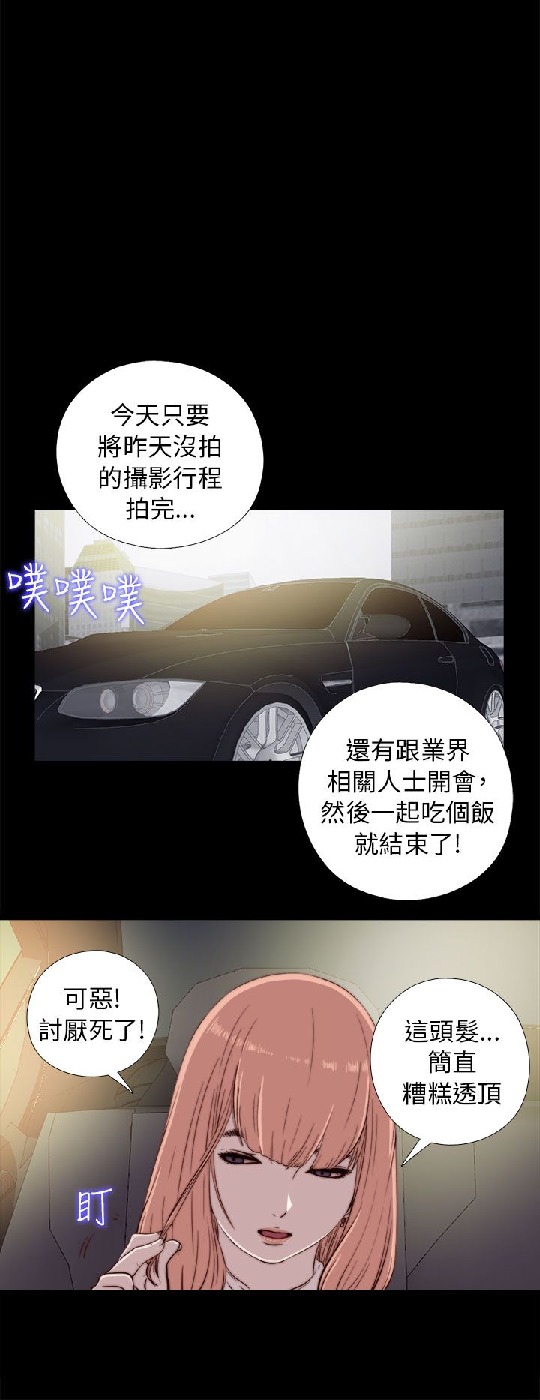 今天只要
將昨天沒拍
的攝影行程
拍完…
噗噗噗
還有跟業界
相關人士開會，
然後一起吃個飯
就結束了!
可惡!
討厭死了!
這頭髮…
簡直
糟糕透頂
盯